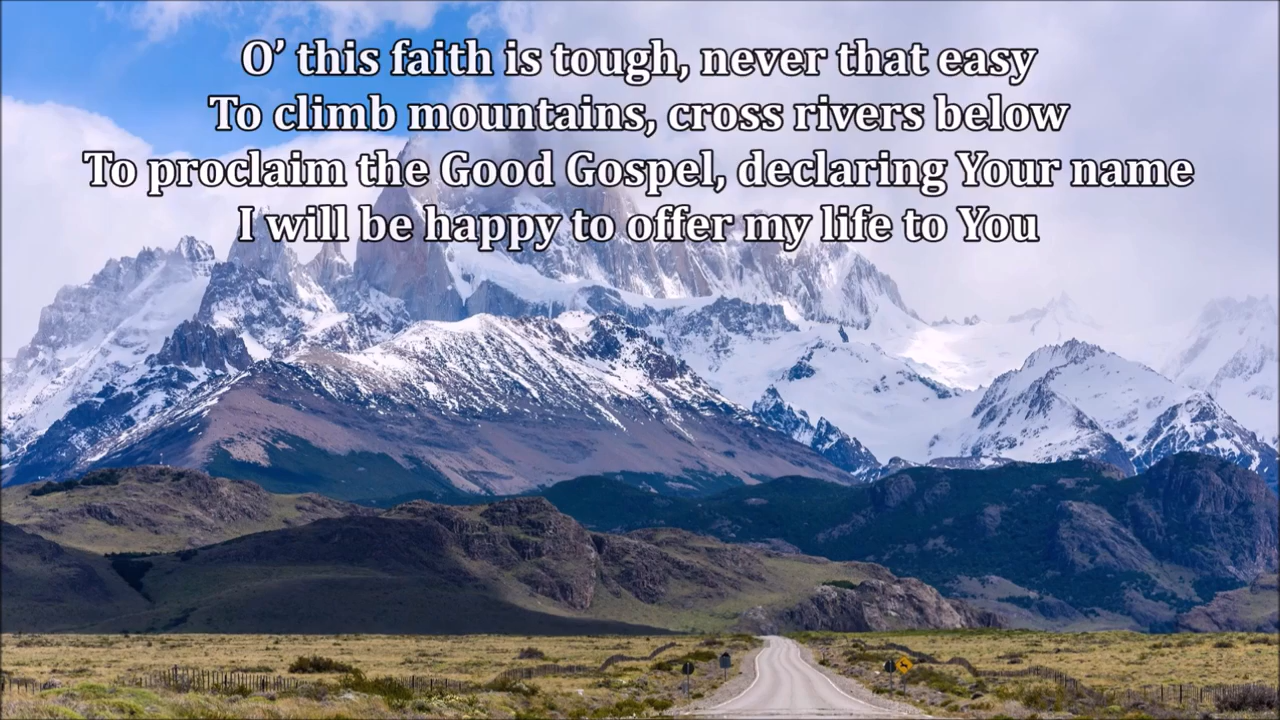 O’ this faith is tough, never that easy
To climb mountains, cross rivers below
To proclaim the Good Gospel, declaring Your name
I will be happy to offer my life to You